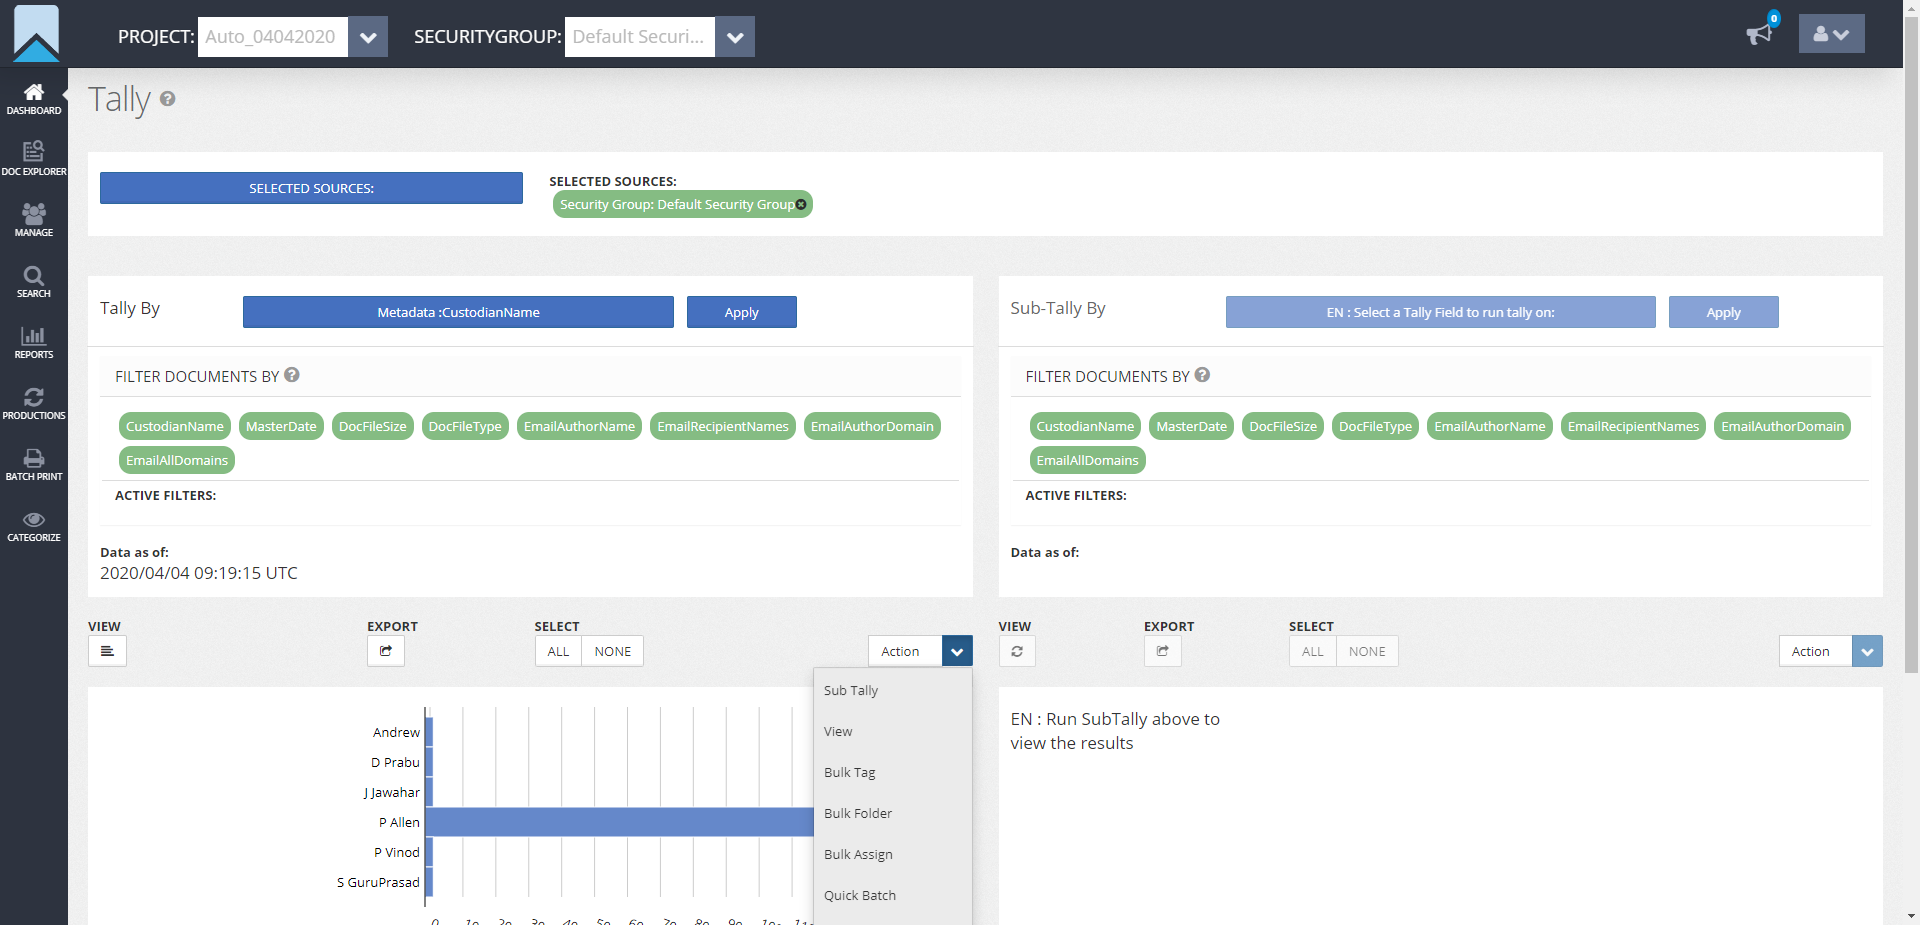 PROJECT: Auto_04042020 SECURITYGROUP: Default Securi...
0
Tally
DASHBOARD
DOC EXPLORER
MANAGE
SEARCH
REPORTS
PRODUCTIONS
BATCH PRINT
CATEGORIZE
SELECTED SOURCES:
SELECTED SOURCES:
Security Group: Default Security Group
Tally By
Metadata :CustodianName
Apply
FILTER DOCUMENTS BY
CustodianName MasterDate DocFileSize DocFileType EmailAuthorName EmailRecipientNames EmailAuthorDomain
EmailAllDomains
ACTIVE FILTERS:
Data as of:
2020/04/04 09:19:15 UTC
Sub-Tally By
EN : Select a Tally Field to run tally on:
Apply
FILTER DOCUMENTS BY
CustodianName MasterDate DocFileSize DocFileType EmailAuthorName EmailRecipientNames EmailAuthorDomain
EmailAllDomains
ACTIVE FILTERS:
Data as of:
VIEW EXPORT SELECT
ALL NONE
Action
Sub Tally
View
Bulk Tag
Bulk Folder
Bulk Assign
Quick Batch
Andrew
D Prabu
J Jawahar
P Allen
P Vinod
S GuruPrasad
VIEW EXPORT SELECT
ALL NONE
Action
EN : Run SubTally above to
view the results